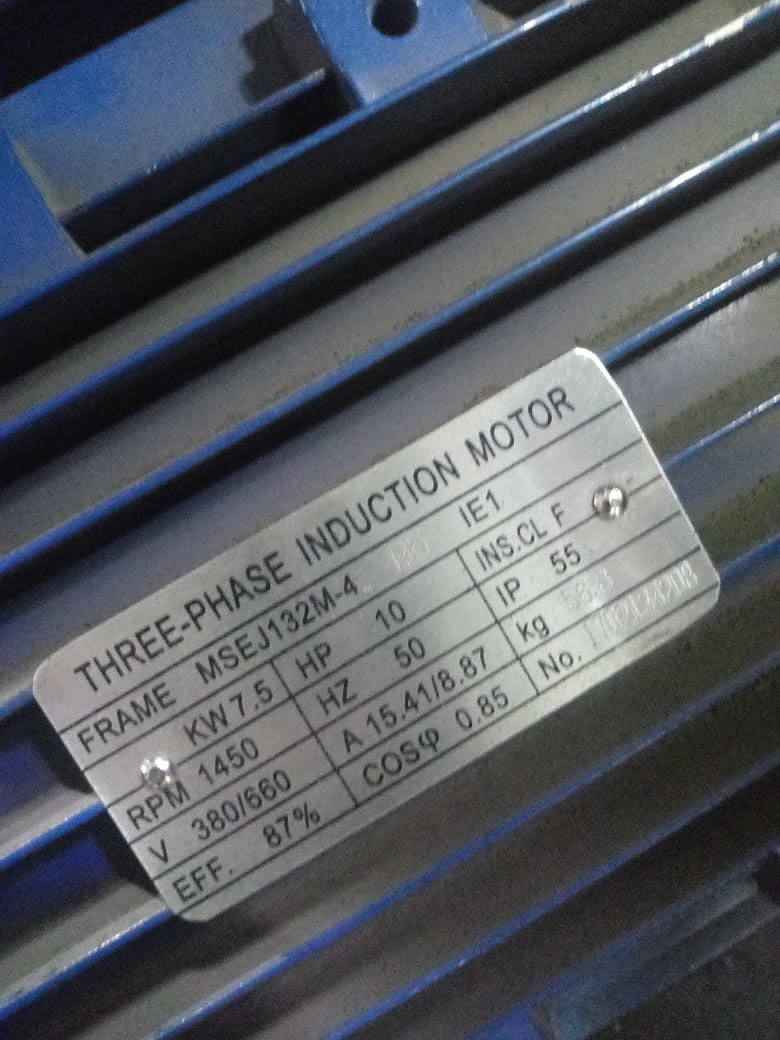 THREE-PHASE INDUCTION MOTOR
FRAME MSEJ132M-4 IE1
KW 7.5 HP 10 INS.CL F
RPM 1450 HZ 50 IP 55
V 380/660 A 15.41/8.87 kg
EFF. 87% COSφ 0.85 No.